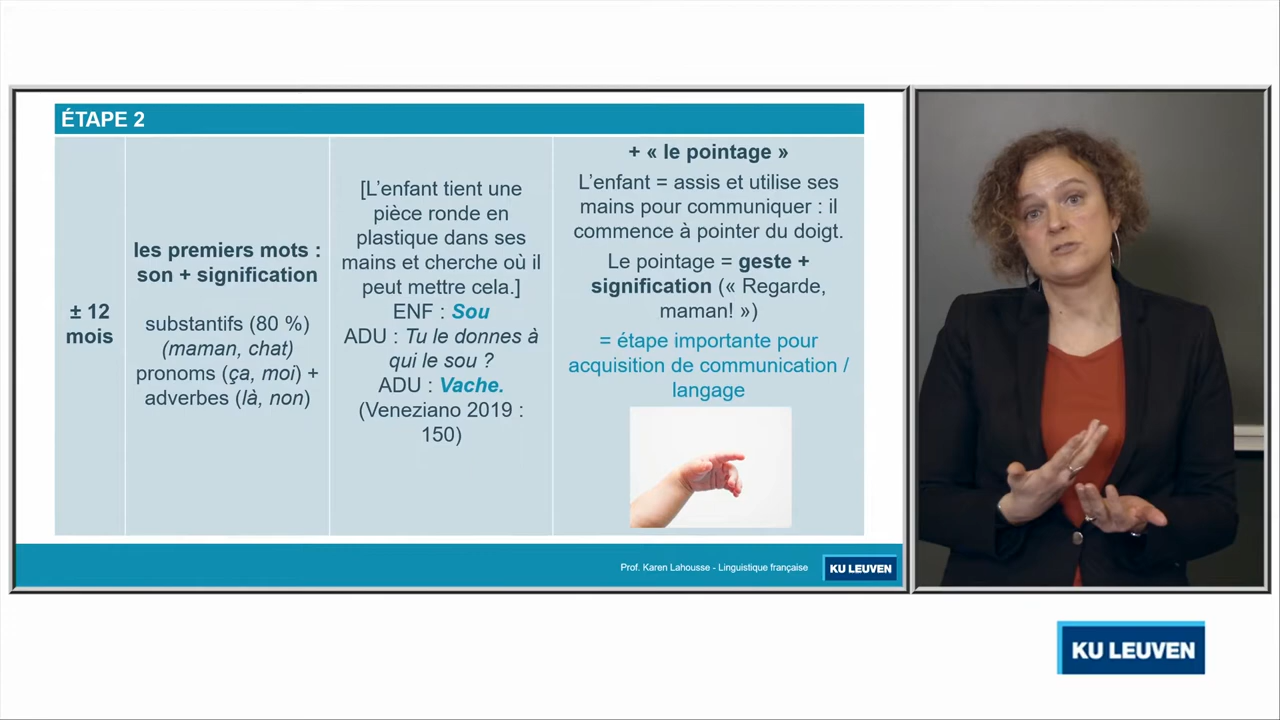 ÉTAPE 2
± 12
mois
les premiers mots :
son + signification
substantifs (80 %)
(maman, chat)
pronoms (ça, moi) +
adverbes (là, non)
[L’enfant tient une
pièce ronde en
plastique dans ses
mains et cherche où il
peut mettre cela.]
ENF : Sou
ADU : Tu le donnes à
qui le sou ?
ADU : Vache.
(Veneziano 2019 :
150)
+ « le pointage »
L’enfant = assis et utilise ses
mains pour communiquer : il
commence à pointer du doigt.
Le pointage = geste +
signification (« Regarde,
maman! »)
= étape importante pour
acquisition de communication /
langage
Prof. Karen Lahousse - Linguistique française
KU LEUVEN
KU LEUVEN